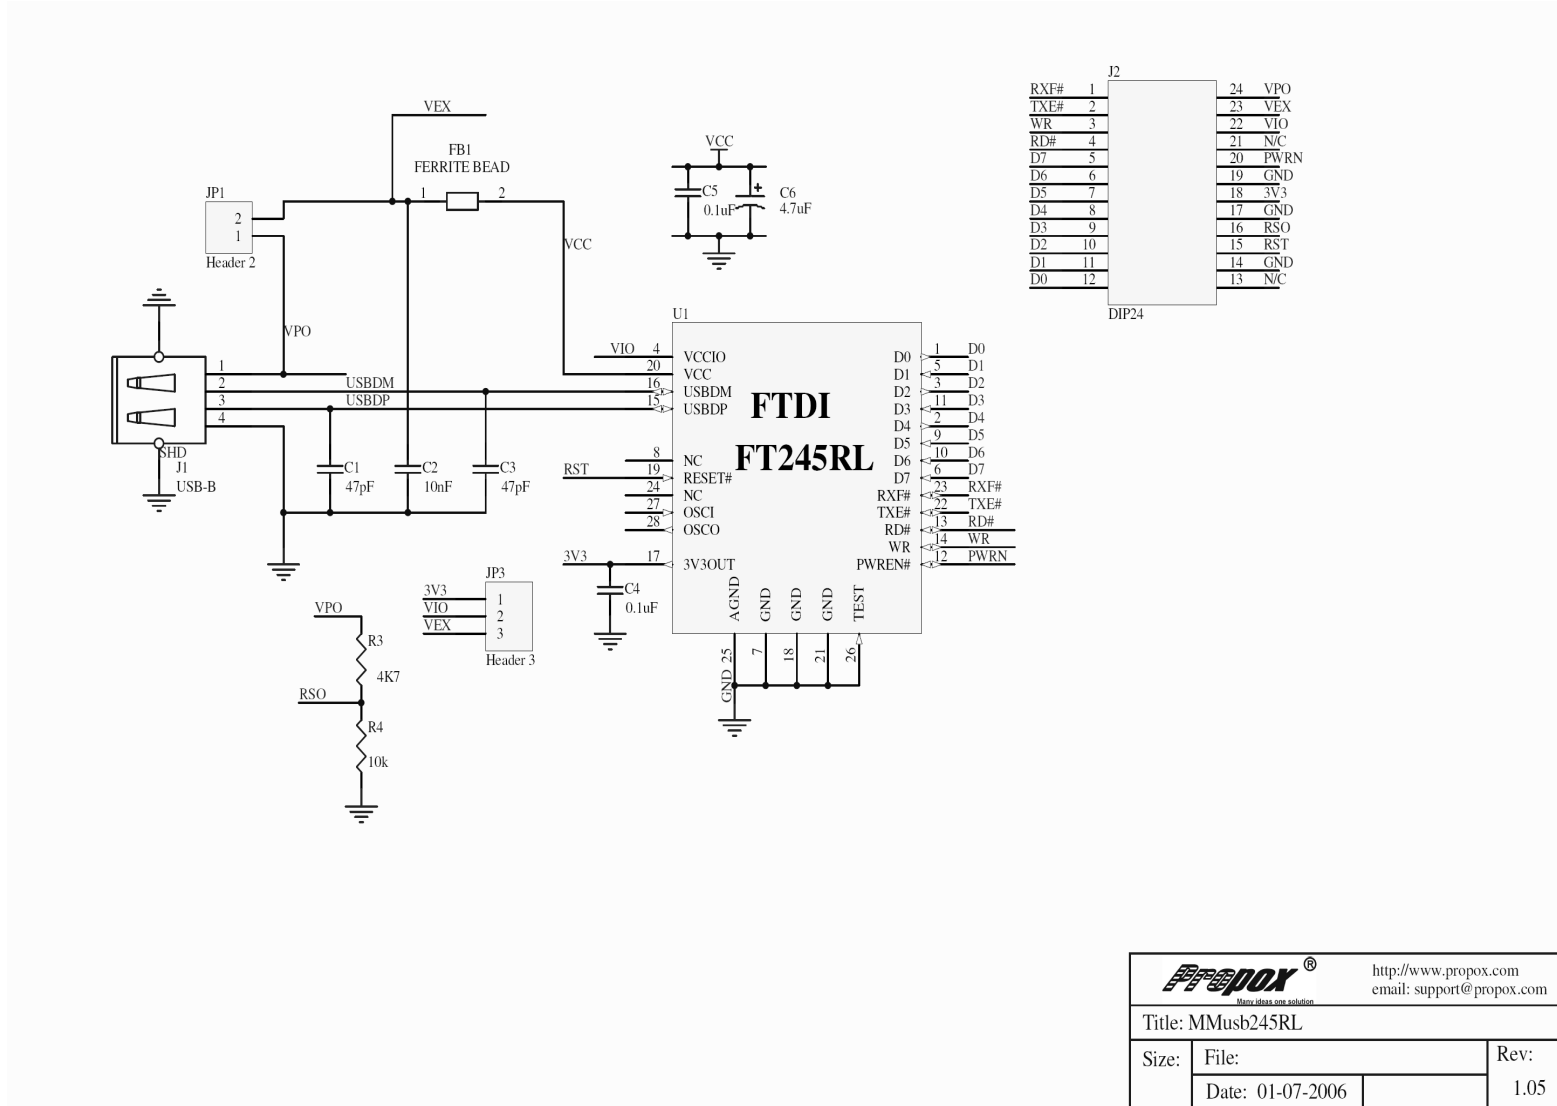 VEX
FB1
FERRITE BEAD
1
2
JP1
2
1
Header 2
VCC
VPO
VCC
C5
0.1uF
+
C6
4.7uF
J2
RXF# 1
TXE# 2
WR 3
RD# 4
D7 5
D6 6
D5 7
D4 8
D3 9
D2 10
D1 11
D0 12
24 VPO
23 VEX
22 VIO
21 N/C
20 PWRN
19 GND
18 3V3
17 GND
16 RSO
15 RST
14 GND
13 N/C
DIP24
1
2
3
4
USBDM
USBDP
SHD
J1
USB-B
C1
47pF
C2
10nF
C3
47pF
U1
VIO 4 VCCIO
20 VCC
16 USBDM
15 USBDP
8 NC
RST 19 RESET#
24 NC
27 OSCI
28 OSCO
3V3 17 3V3OUT
FTDI
FT245RL
D0 1 D0
D1 5 D1
D2 3 D2
D3 11 D3
D4 2 D4
D5 9 D5
D6 10 D6
D7 6 D7
RXF# 23 RXF#
TXE# 22 TXE#
RD# 13 RD#
WR 14 WR
PWREN# 12 PWRN
AGND
GND
GND
GND
TEST
25
7
18
21
26
GND
C4
0.1uF
JP3
3V3 1
VIO 2
VEX 3
Header 3
VPO
R3
4K7
RSO
R4
10k
Propox ®
Many ideas one solution
http://www.propox.com
email: support@propox.com
Title: MMusb245RL
Size:
File:
Rev:
Date: 01-07-2006
1.05